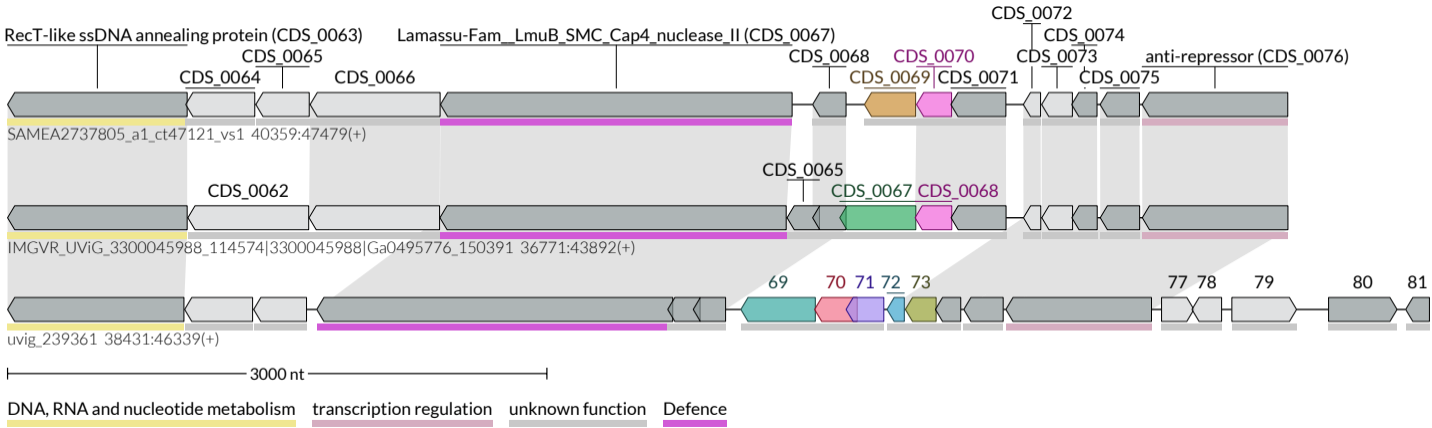 CDS_0072
RecT-like ssDNA annealing protein (CDS_0063) Lamassu-Fam__LmuB_SMC_Cap4_nuclease_II (CDS_0067) CDS_0074
CDS_0065 CDS_0068 CDS_0070 CDS_0073 anti-repressor (CDS_0076)
CDS_0064 CDS_0066 CDS_0069 CDS_0071 CDS_0075
SAMEA2737805_a1_ct47121_vs1 40359:47479(+)
CDS_0065
CDS_0062 CDS_0067 CDS_0068
IMGVR_UViG_3300045988_114574|3300045988|Ga0495776_150391 36771:43892(+)
69 70 71 72 73 77 78 79 80 81
uvig_239361 38431:46339(+)
3000 nt
DNA, RNA and nucleotide metabolism transcription regulation unknown function Defence